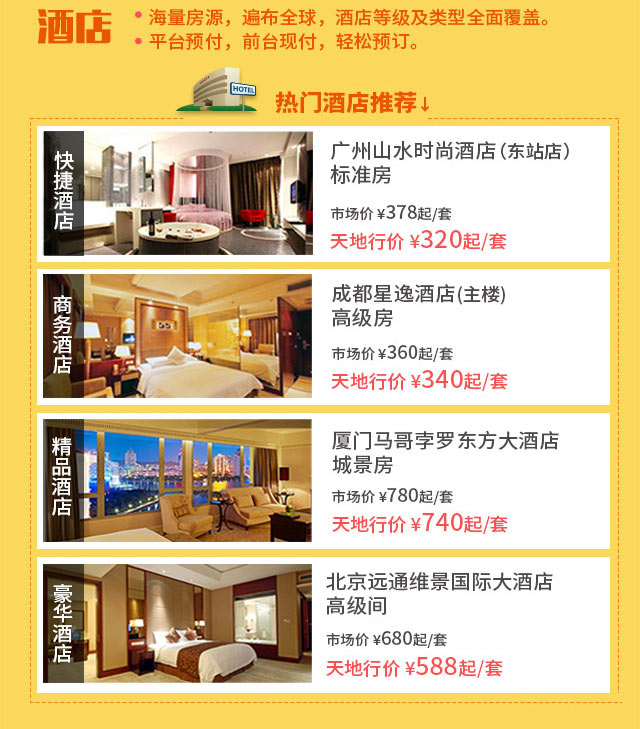 酒店
• 海量房源，遍布全球，酒店等级及类型全面覆盖。
• 平台预付，前台现付，轻松预订。
HOTEL
热门酒店推荐↓
快捷酒店
广州山水时尚酒店（东站店）
标准房
市场价 ¥378起/套
天地行价 ¥320起/套
商务酒店
成都星逸酒店(主楼)
高级房
市场价 ¥360起/套
天地行价 ¥340起/套
精品酒店
厦门马哥孛罗东方大酒店
城景房
市场价 ¥780起/套
天地行价 ¥740起/套
豪华酒店
北京远通维景国际大酒店
高级间
市场价 ¥680起/套
天地行价 ¥588起/套